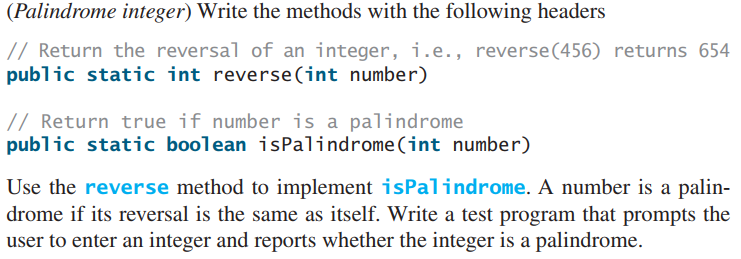 (Palindrome integer) Write the methods with the following headers
// Return the reversal of an integer, i.e., reverse(456) returns 654
public static int reverse(int number)
// Return true if number is a palindrome
public static boolean isPalindrome(int number)
Use the reverse method to implement isPalindrome. A number is a palin-
drome if its reversal is the same as itself. Write a test program that prompts the
user to enter an integer and reports whether the integer is a palindrome.